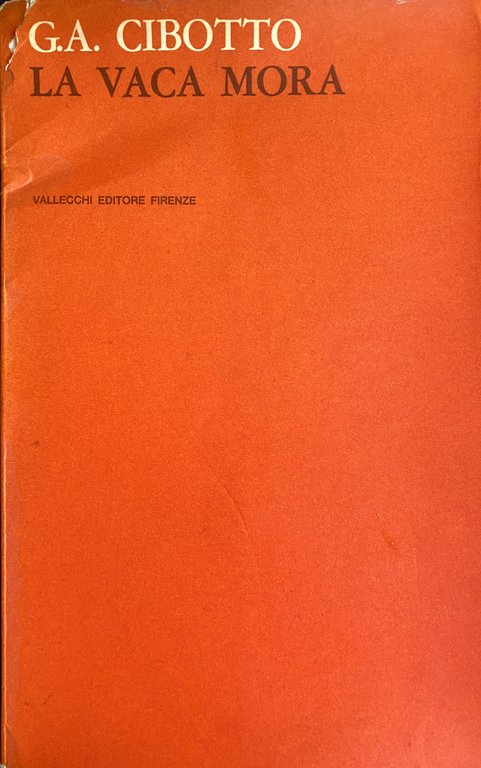 G.A. CIBOTTO
LA VACA MORA
VALLECCHI EDITORE FIRENZE